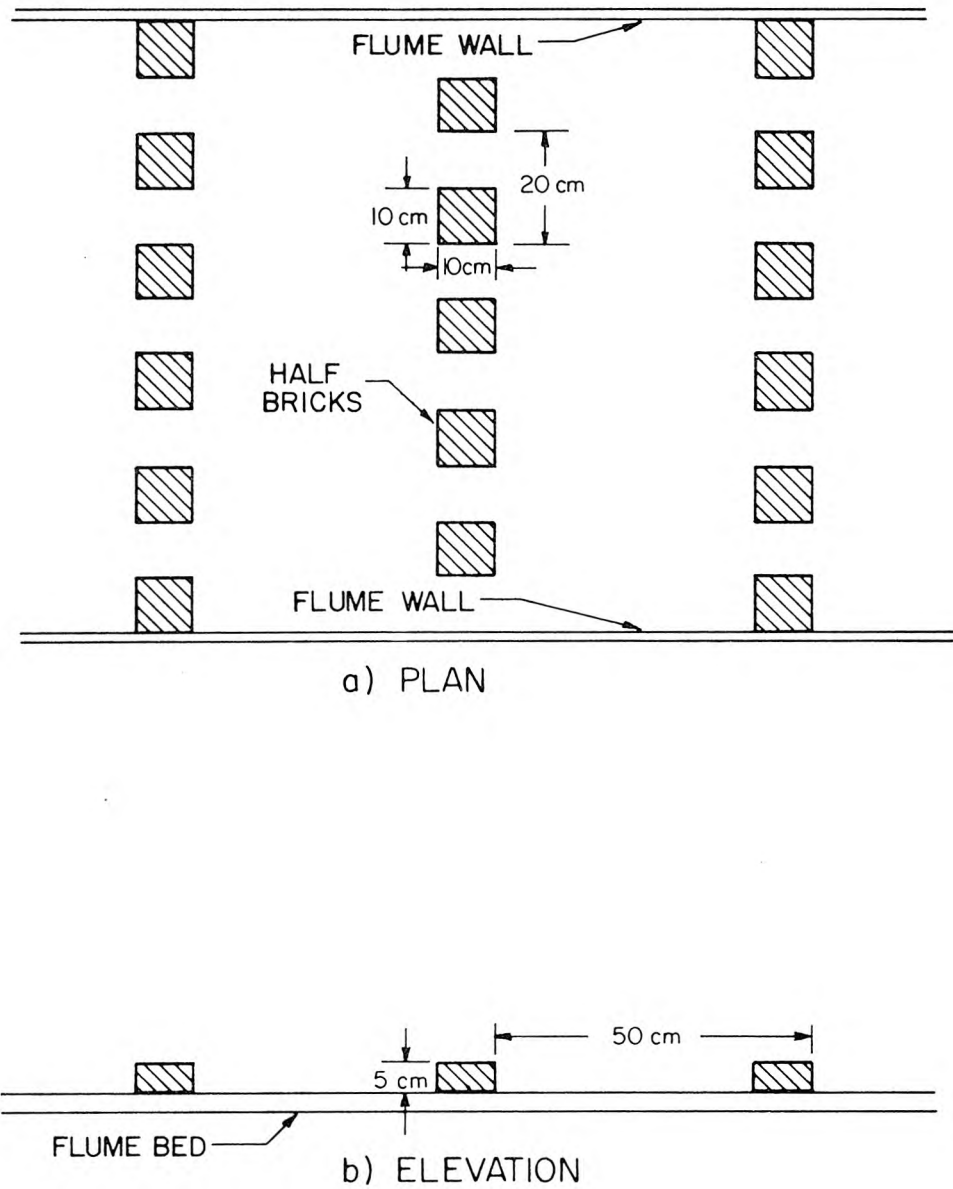 FLUME WALL
20 cm
10 cm
10cm
HALF
BRICKS
FLUME WALL
a) PLAN
50 cm
5 cm
FLUME BED
b) ELEVATION